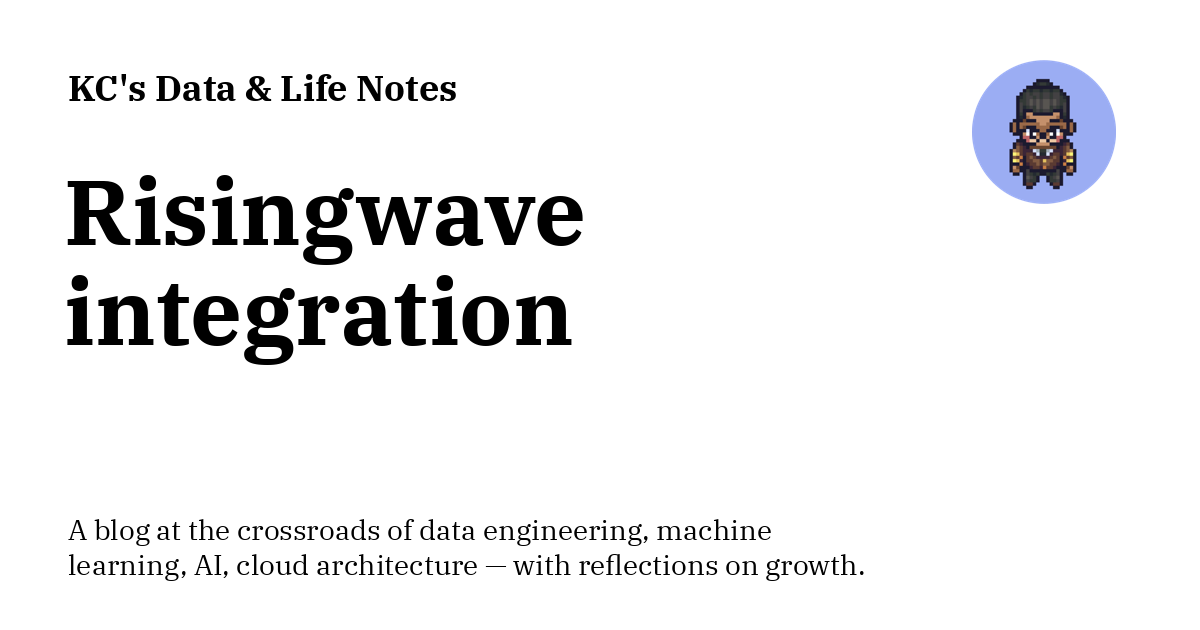 KC's Data & Life Notes
Risingwave
integration
A blog at the crossroads of data engineering, machine
learning, AI, cloud architecture — with reflections on growth.